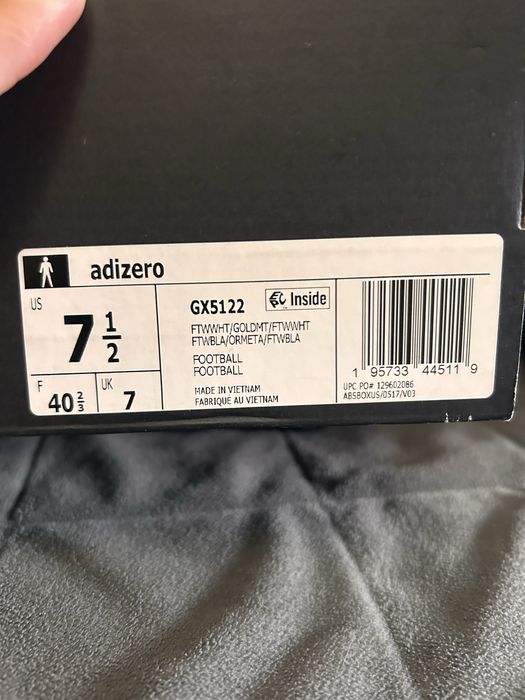 adizero
US
7 1/2
F
40 2/3
UK
7
GX5122
Inside
FTWWHT/GOLDMT/FTWWHT
FTWBLA/ORMETA/FTWBLA
FOOTBALL
FOOTBALL
MADE IN VIETNAM
FABRIQUÉ AU VIETNAM
1 95733 44511 9
UPC PO# 129602086
ABSBOXUS/0517/V03